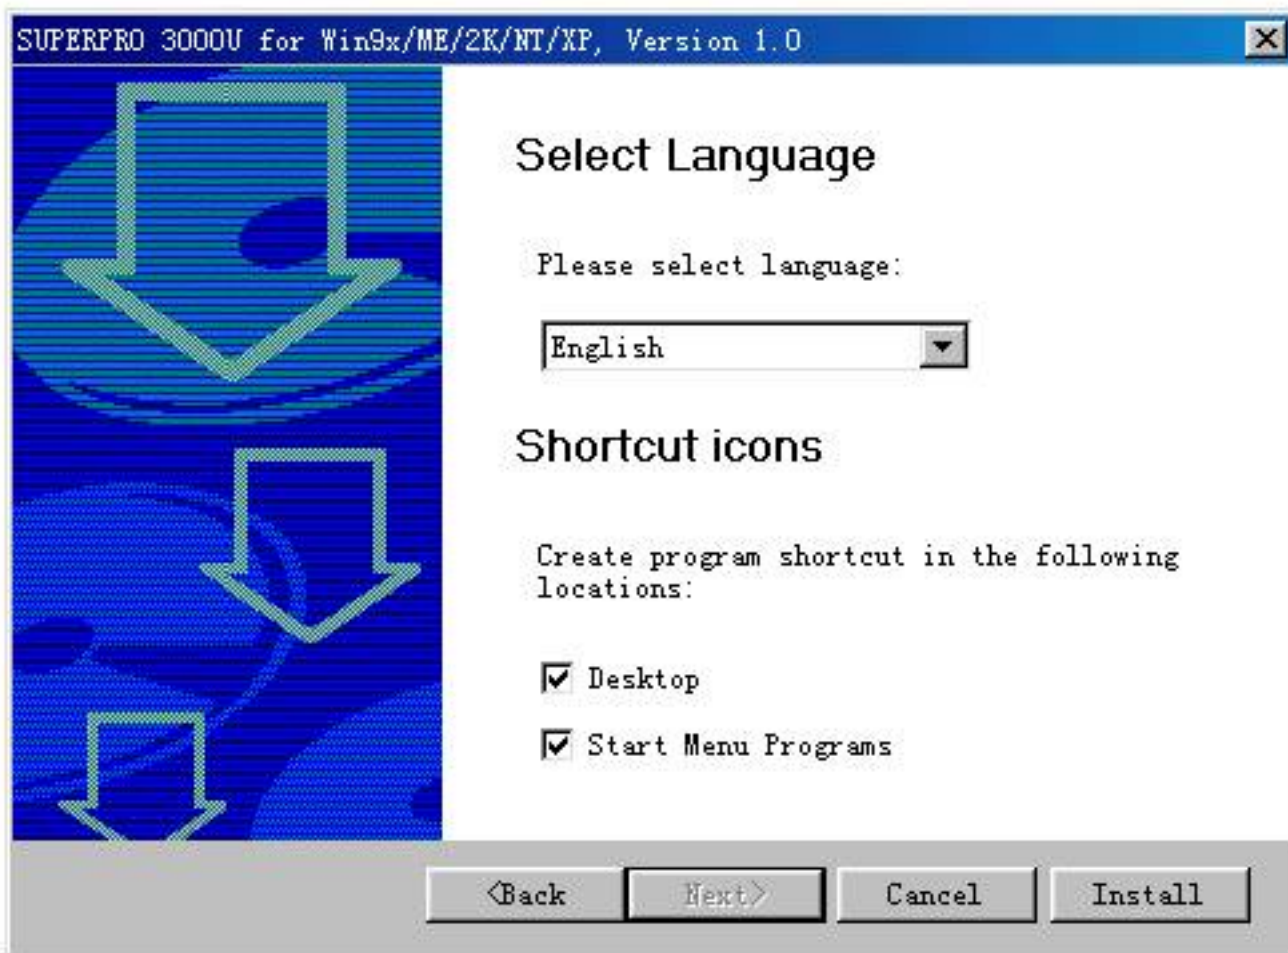 SUPERPRO 3000U for Win9x/ME/2K/NT/XP, Version 1.0
Select Language
Please select language:
English
Shortcut icons
Create program shortcut in the following
locations:
Desktop
Start Menu Programs
<Back
Next>
Cancel
Install